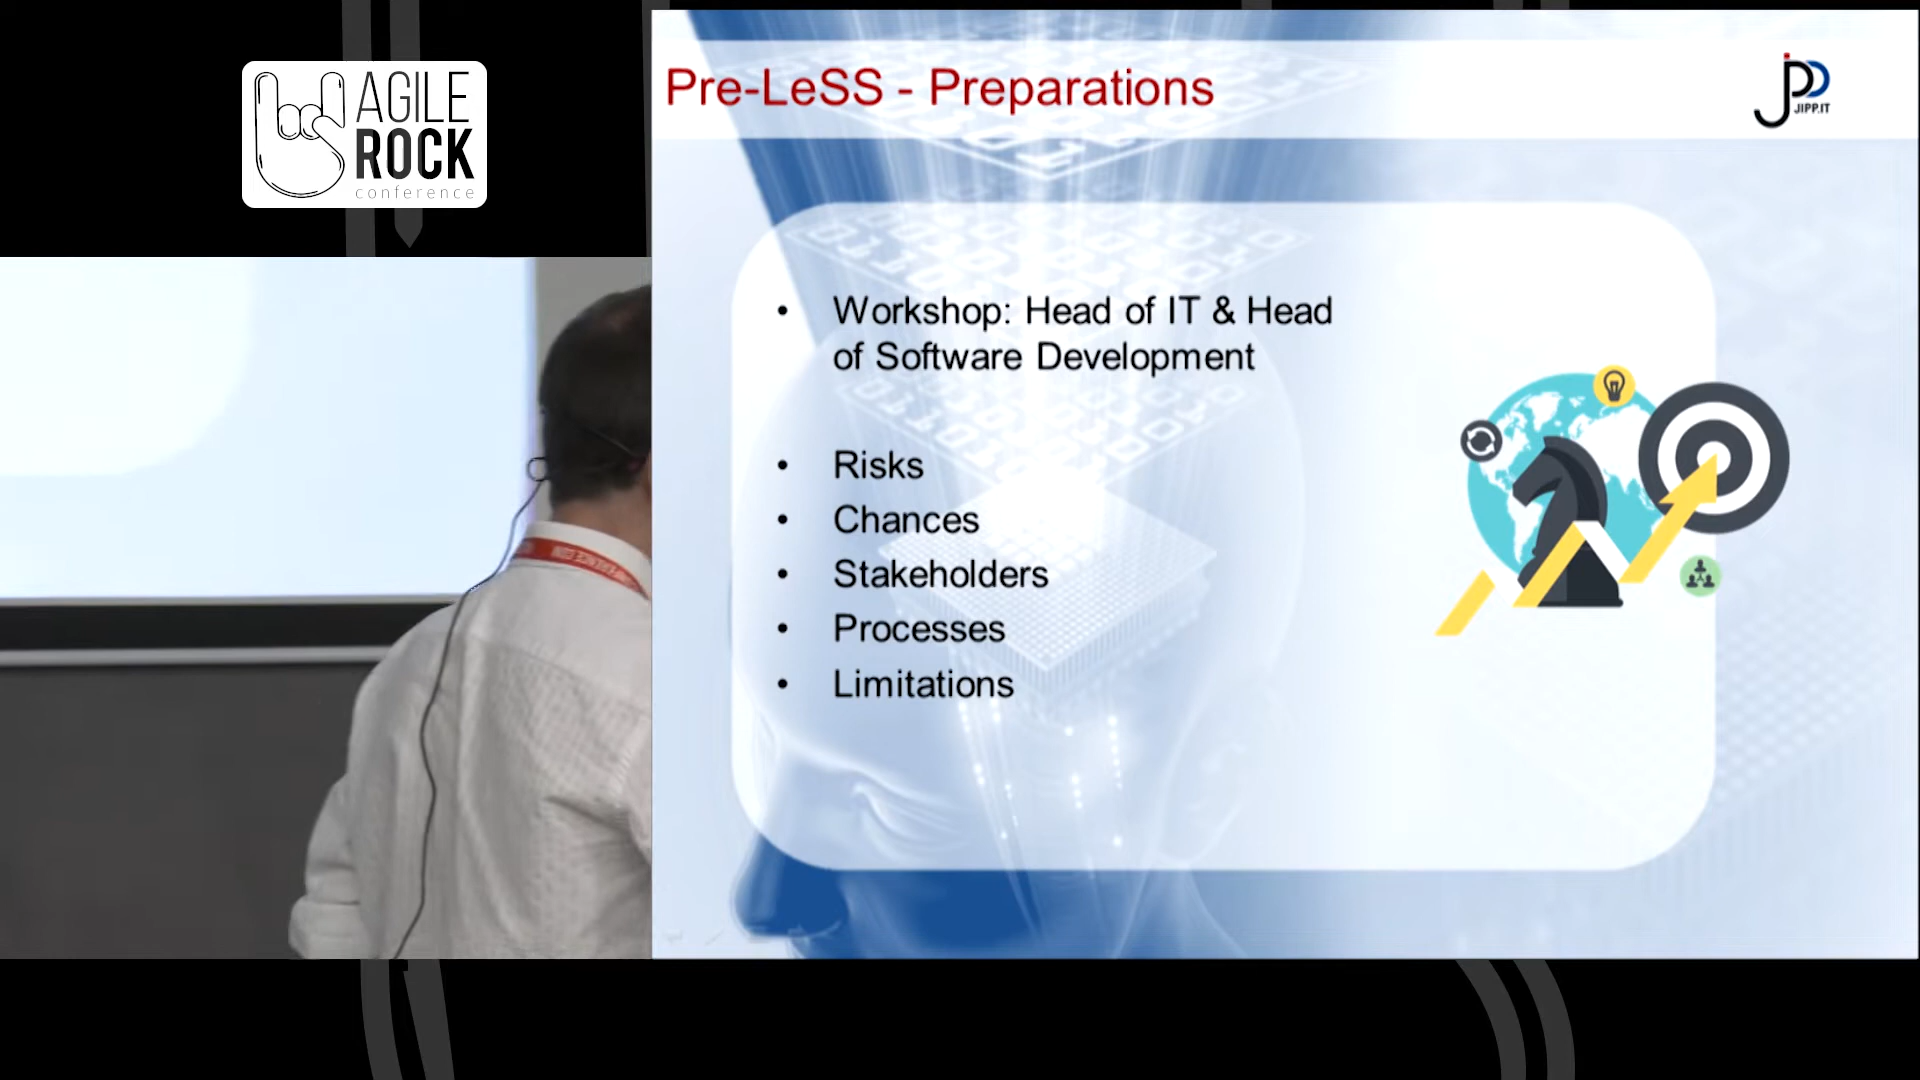 AGILE
ROCK
conference
Pre-LeSS - Preparations
JIPP.IT
• Workshop: Head of IT & Head
of Software Development
• Risks
• Chances
• Stakeholders
• Processes
• Limitations